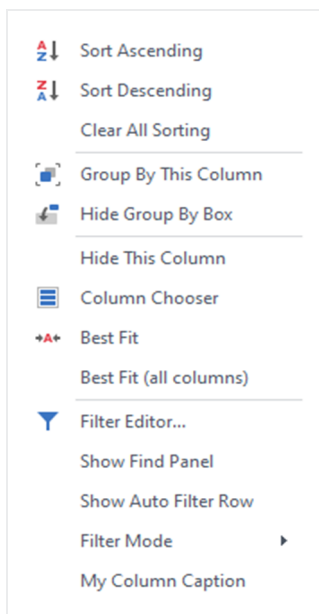 Sort Ascending
Sort Descending
Clear All Sorting
Group By This Column
Hide Group By Box
Hide This Column
Column Chooser
Best Fit
Best Fit (all columns)
Filter Editor...
Show Find Panel
Show Auto Filter Row
Filter Mode
My Column Caption